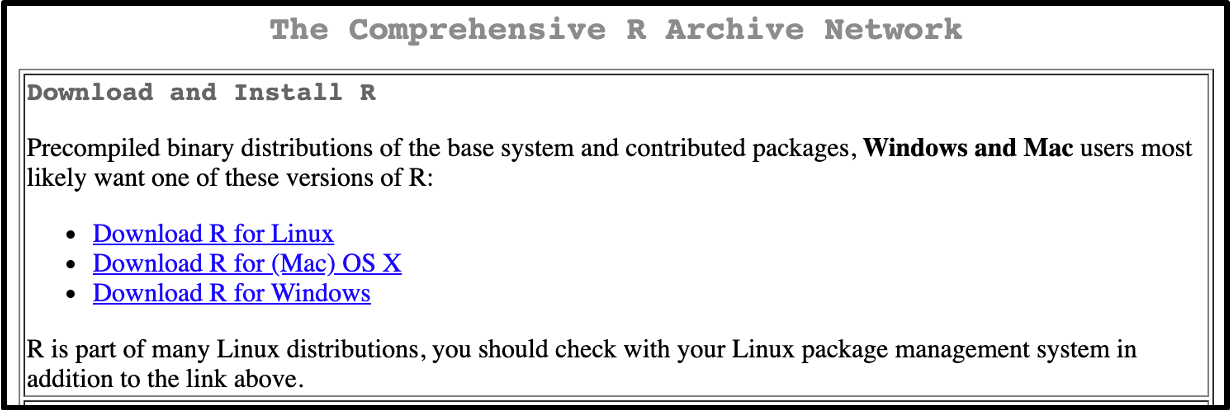 The Comprehensive R Archive Network
Download and Install R
Precompiled binary distributions of the base system and contributed packages, Windows and Mac users most
likely want one of these versions of R:
• Download R for Linux
• Download R for (Mac) OS X
• Download R for Windows
R is part of many Linux distributions, you should check with your Linux package management system in
addition to the link above.